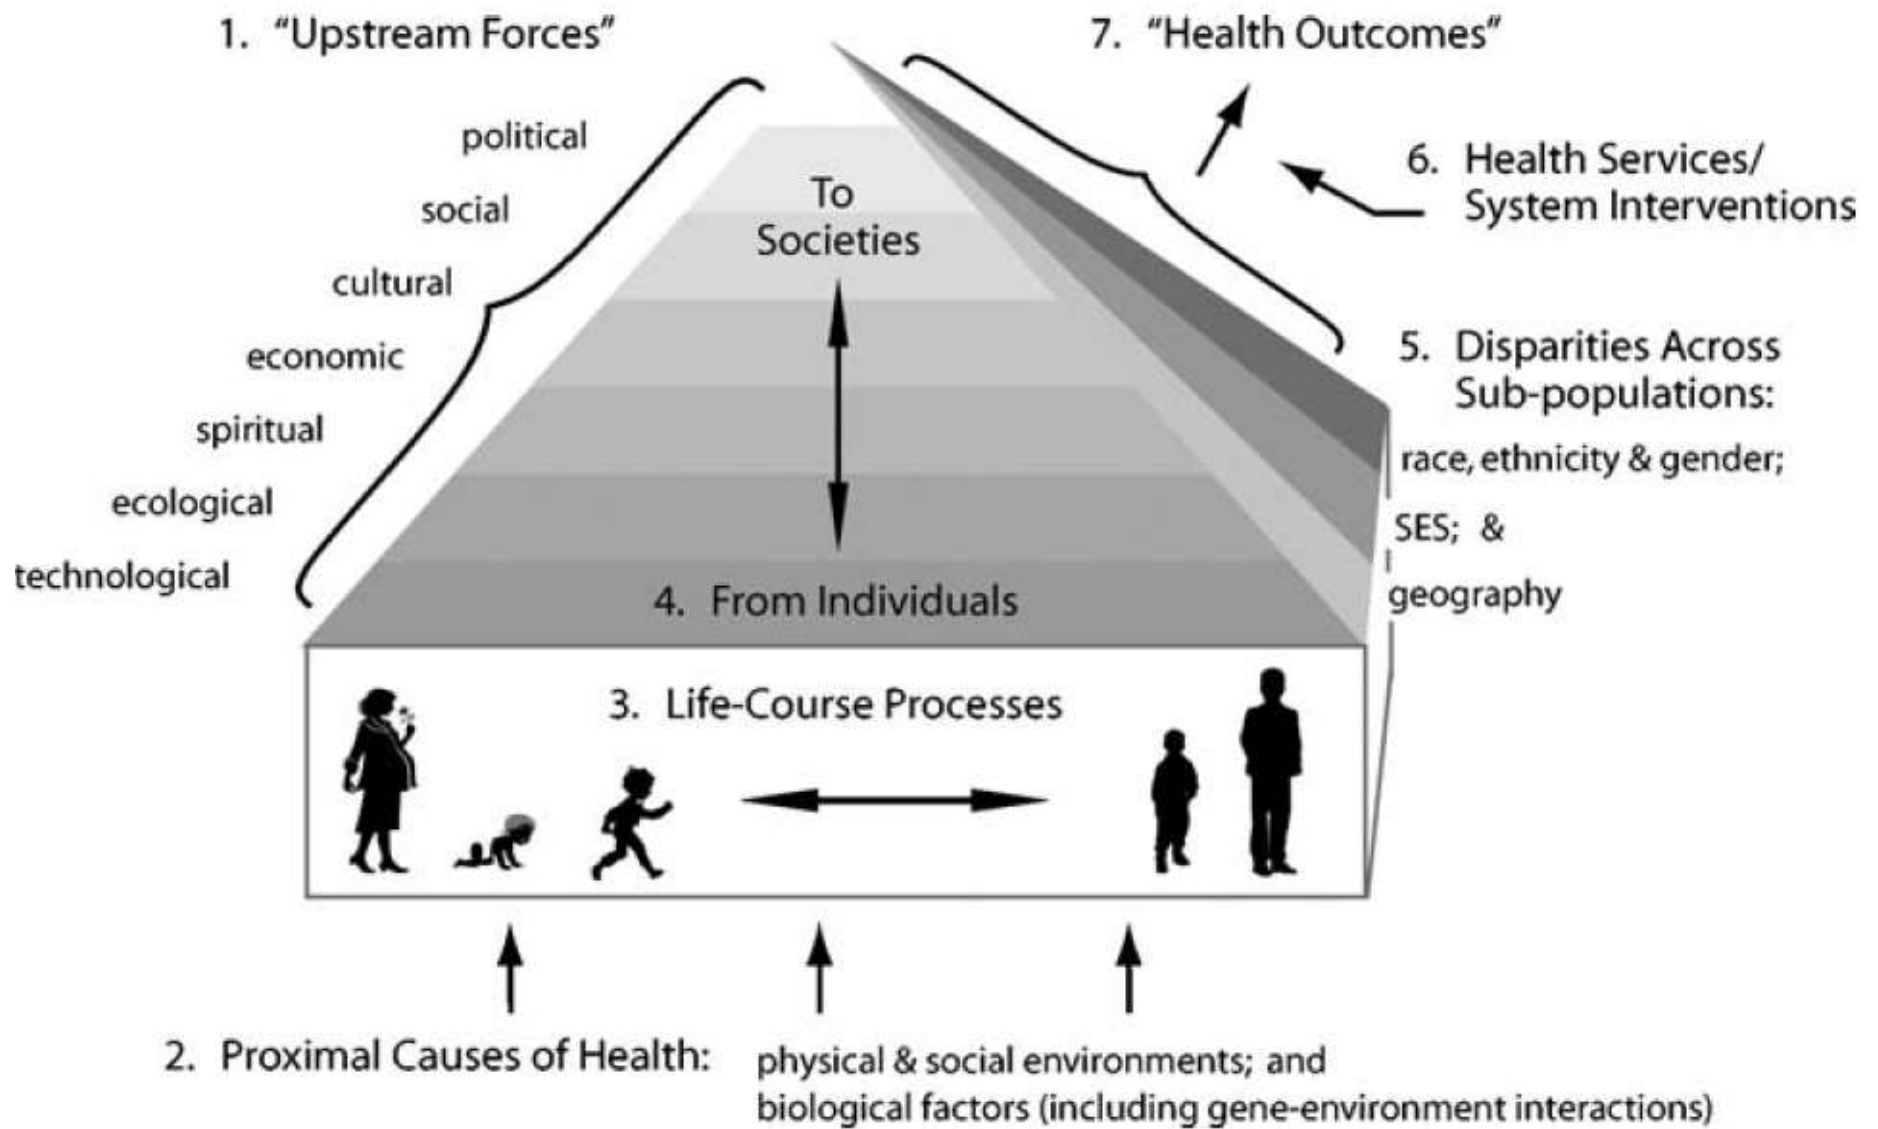 1. “Upstream Forces”
political
social
cultural
economic
spiritual
ecological
technological
7. “Health Outcomes”
6. Health Services/
System Interventions
5. Disparities Across
Sub-populations:
race, ethnicity & gender;
SES; &
geography
To
Societies
4. From Individuals
3. Life-Course Processes
2. Proximal Causes of Health: physical & social environments; and
biological factors (including gene-environment interactions)